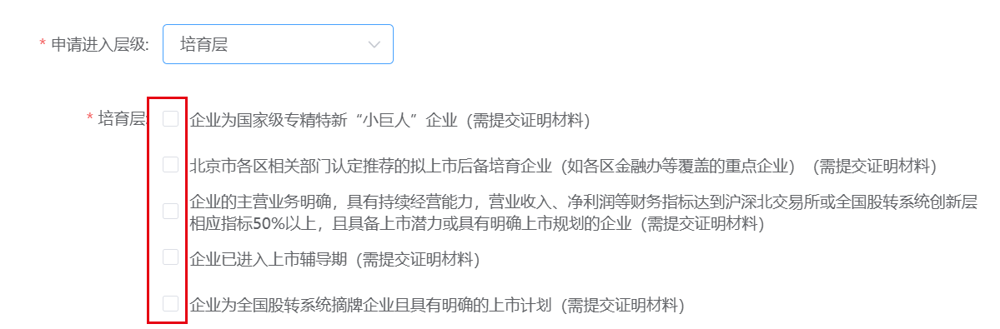 * 申请进入层级: 培育层
* 培育层: 企业为国家级专精特新“小巨人”企业（需提交证明材料）
北京市各区相关部门认定推荐的拟上市后备培育企业（如各区金融办等覆盖的重点企业）（需提交证明材料）
企业的主营业务明确，具有持续经营能力，营业收入、净利润等财务指标达到沪深北交易所或全国股转系统创新层
相应指标50%以上，且具备上市潜力或具有明确上市规划的企业（需提交证明材料）
企业已进入上市辅导期（需提交证明材料）
企业为全国股转系统摘牌企业且具有明确的上市计划（需提交证明材料）